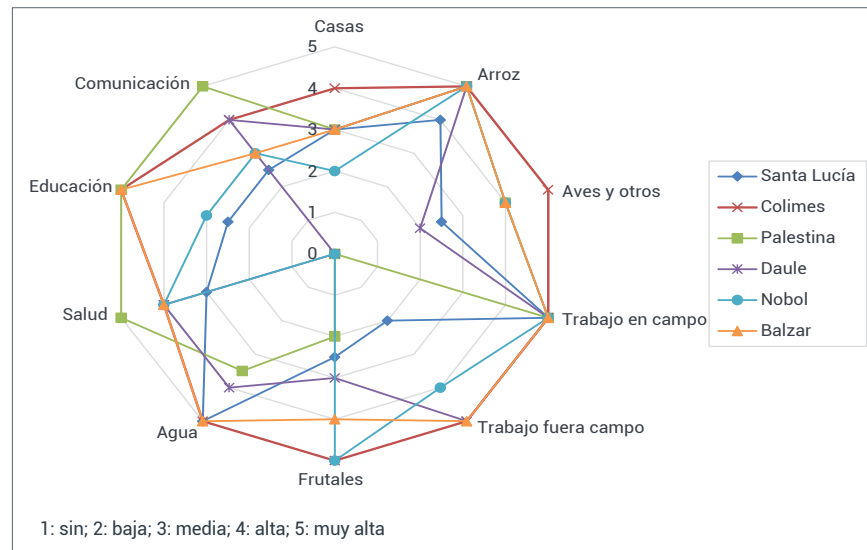 Casas
5
4
3
2
1
0
Arroz
Aves y otros
Trabajo en campo
Trabajo fuera campo
Frutales
Agua
Salud
Educación
Comunicación
Santa Lucía
Colimes
Palestina
Daule
Nobol
Balzar
1: sin; 2: baja; 3: media; 4: alta; 5: muy alta